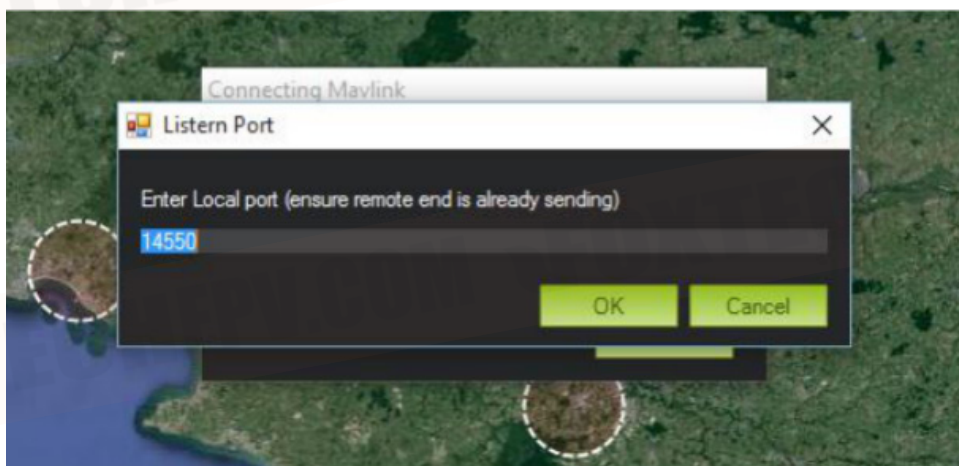 Connecting Mavlink
Listern Port
Enter Local port (ensure remote end is already sending)
14550
OK
Cancel